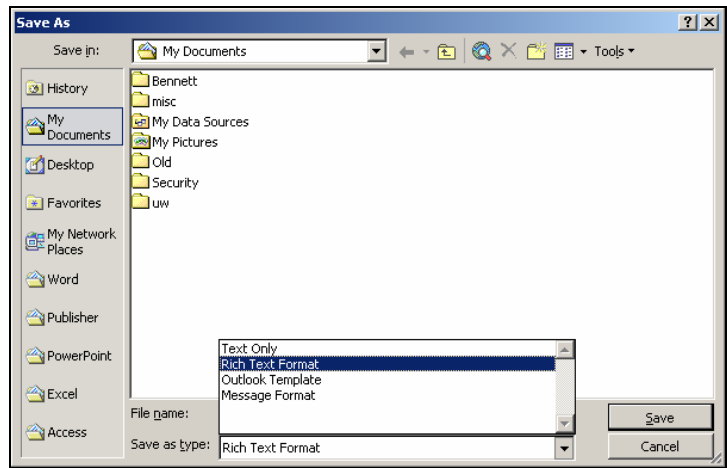 Save As
Save in:
My Documents
Tools
History
My
Documents
Desktop
Favorites
My Network
Places
Word
Publisher
PowerPoint
Excel
Access
Bennett
misc
My Data Sources
My Pictures
Old
Security
uw
Text Only
Rich Text Format
Outlook Template
Message Format
File name:
Save
Save as type:
Rich Text Format
Cancel